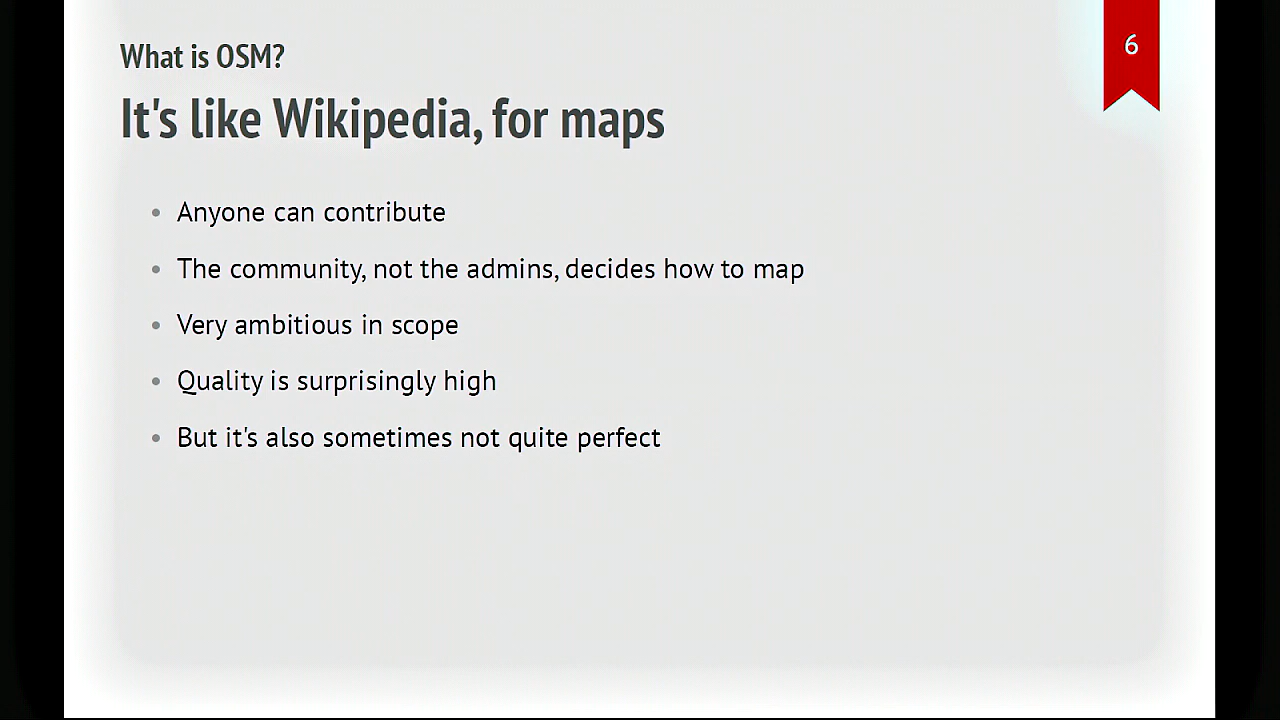 What is OSM?
6
It's like Wikipedia, for maps
Anyone can contribute
The community, not the admins, decides how to map
Very ambitious in scope
Quality is surprisingly high
But it's also sometimes not quite perfect